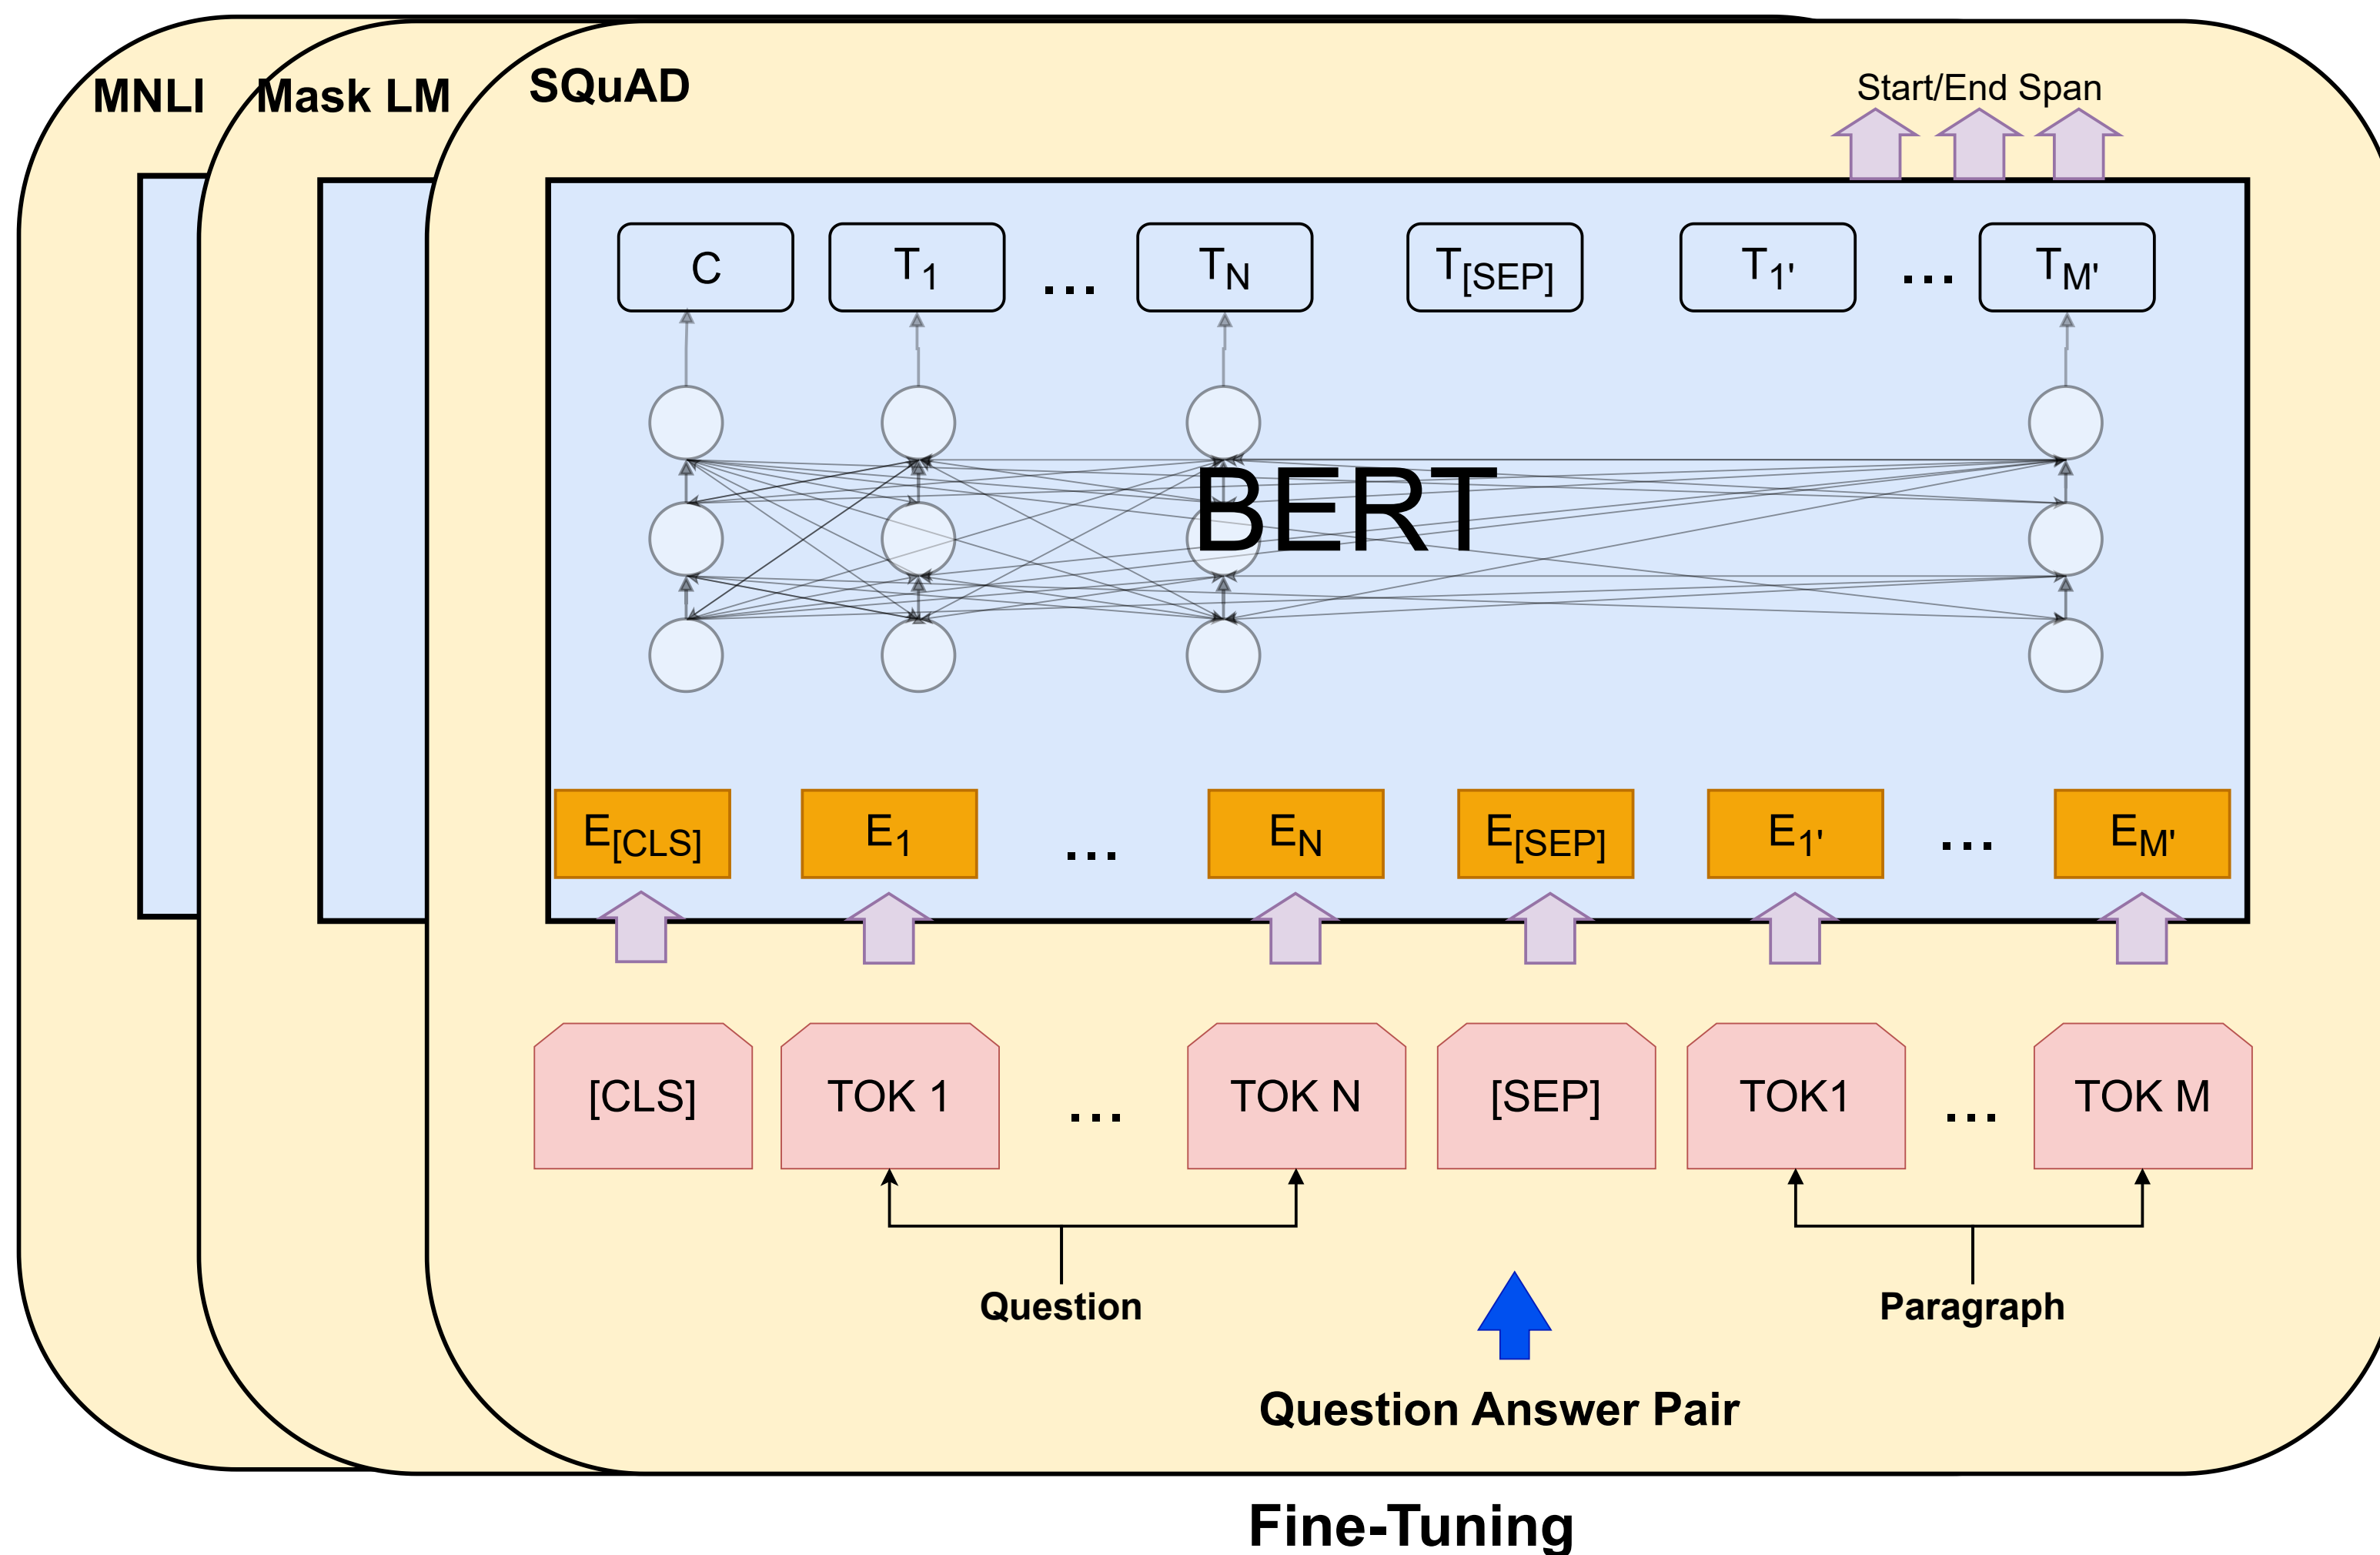 MNLI
Mask LM
SQuAD
Start/End Span
C
T1
...
TN
T[SEP]
T1'
...
TM'
BERT
E[CLS]
E1
...
EN
E[SEP]
E1'
...
EM'
[CLS]
TOK 1
...
TOK N
[SEP]
TOK1
...
TOK M
Question
Paragraph
Question Answer Pair
Fine-Tuning